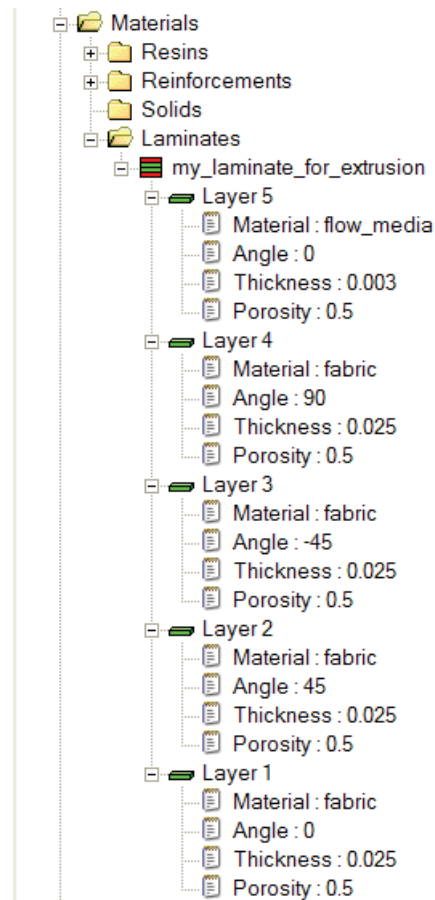 Materials
Resins
Reinforcements
Solids
Laminates
my_laminate_for_extrusion
Layer 5
Material : flow_media
Angle : 0
Thickness : 0.003
Porosity : 0.5
Layer 4
Material : fabric
Angle : 90
Thickness : 0.025
Porosity : 0.5
Layer 3
Material : fabric
Angle : -45
Thickness : 0.025
Porosity : 0.5
Layer 2
Material : fabric
Angle : 45
Thickness : 0.025
Porosity : 0.5
Layer 1
Material : fabric
Angle : 0
Thickness : 0.025
Porosity : 0.5